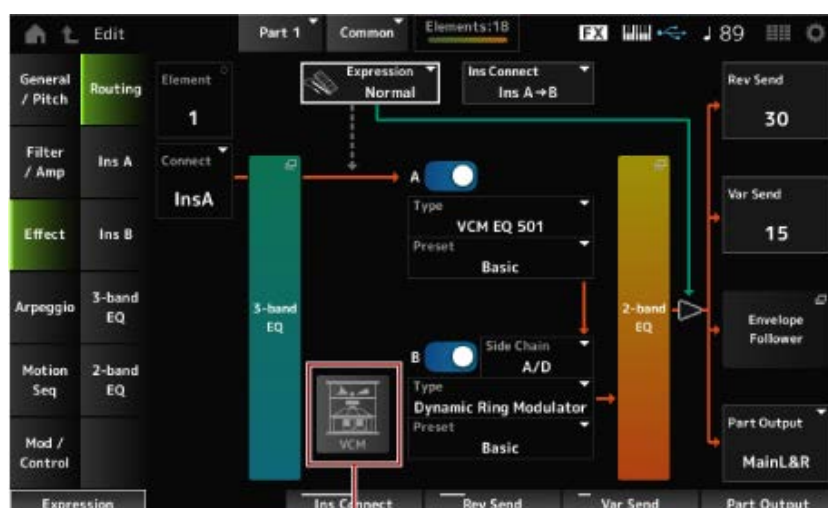 Edit
Part 1
Common
Elements:18
FX
♩ 89
General
/ Pitch
Filter
/ Amp
Effect
Arpeggio
Motion
Seq
Mod /
Control
Routing
Ins A
Ins B
3-band
EQ
2-band
EQ
Element
1
Connect
InsA
Expression
Normal
Ins Connect
Ins A→B
3-band
EQ
A
Type
VCM EQ 501
Preset
Basic
B
Side Chain
A/D
Type
Dynamic Ring Modulator
Preset
Basic
VCM
2-band
EQ
Rev Send
30
Var Send
15
Envelope
Follower
Part Output
MainL&R
Expression
Ins Connect
Rev Send
Var Send
Part Output